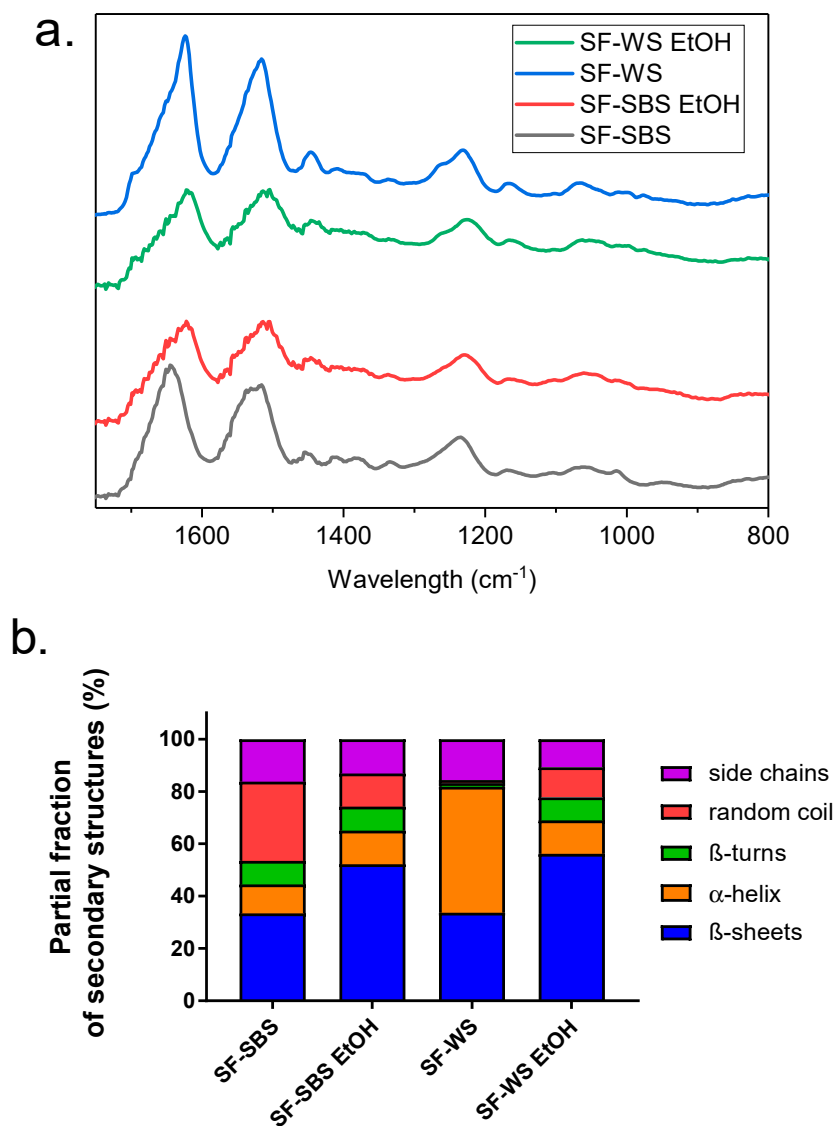 a.
SF-WS EtOH
SF-WS
SF-SBS EtOH
SF-SBS
1600
1400
1200
1000
800
Wavelength (cm⁻¹)
b.
Partial fraction
of secondary structures (%)
100
80
60
40
20
0
SF-SBS
SF-SBS EtOH
SF-WS
SF-WS EtOH
side chains
random coil
ß-turns
α-helix
ß-sheets